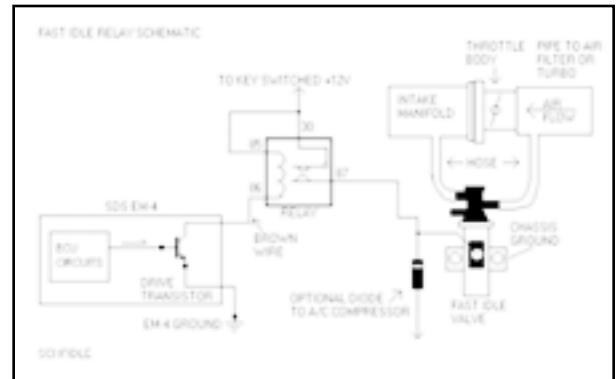 FAST IDLE RELAY SCHEMATIC
THROTTLE
BODY
PIPE TO AIR
FILTER OR
TURBO
TO KEY SWITCHED +12V
INTAKE
MANIFOLD
AIR
FLOW
30
85
86
87
HOSE
RELAY
SDS EM-4
BROWN
WIRE
CHASSIS
GROUND
ECU
CIRCUITS
DRIVE
TRANSISTOR
OPTIONAL DIODE
TO A/C COMPRESSOR
EM-4 GROUND
FAST IDLE
VALVE